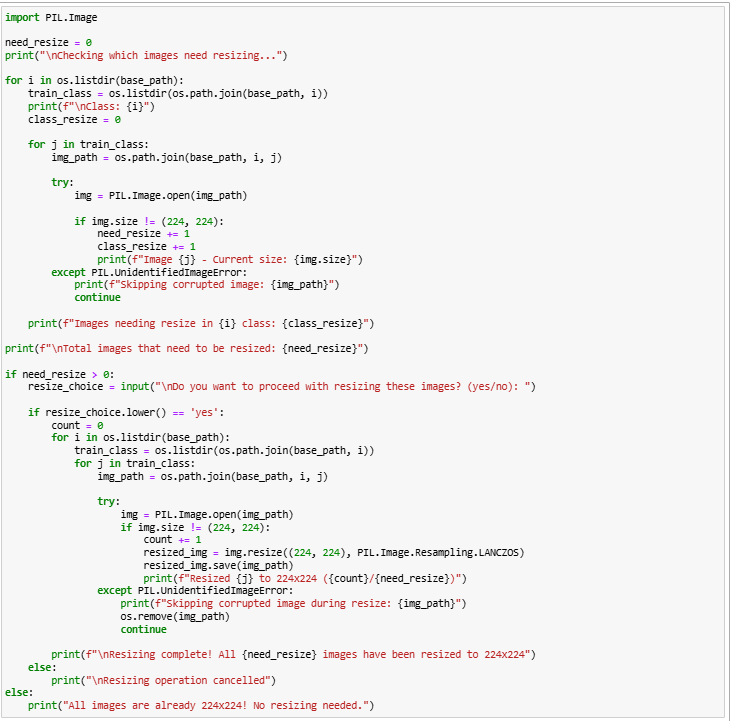 import PIL.Image

need_resize = 0
print("\nChecking which images need resizing...")

for i in os.listdir(base_path):
    train_class = os.listdir(os.path.join(base_path, i))
    print(f"\nClass: {i}")
    class_resize = 0

    for j in train_class:
        img_path = os.path.join(base_path, i, j)

        try:
            img = PIL.Image.open(img_path)

            if img.size != (224, 224):
                need_resize += 1
                class_resize += 1
                print(f"Image {j} - Current size: {img.size}")
        except PIL.UnidentifiedImageError:
            print(f"Skipping corrupted image: {img_path}")
            continue

    print(f"Images needing resize in {i} class: {class_resize}")

print(f"\nTotal images that need to be resized: {need_resize}")

if need_resize > 0:
    resize_choice = input("\nDo you want to proceed with resizing these images? (yes/no): ")

    if resize_choice.lower() == 'yes':
        count = 0
        for i in os.listdir(base_path):
            train_class = os.listdir(os.path.join(base_path, i))
            for j in train_class:
                img_path = os.path.join(base_path, i, j)

                try:
                    img = PIL.Image.open(img_path)
                    if img.size != (224, 224):
                        count += 1
                        resized_img = img.resize((224, 224), PIL.Image.Resampling.LANCZOS)
                        resized_img.save(img_path)
                        print(f"Resized {j} to 224x224 ({count}/{need_resize})")
                except PIL.UnidentifiedImageError:
                    print(f"Skipping corrupted image during resize: {img_path}")
                    os.remove(img_path)
                    continue

        print(f"\nResizing complete! All {need_resize} images have been resized to 224x224")
    else:
        print("\nResizing operation cancelled")
else:
    print("All images are already 224x224! No resizing needed.")